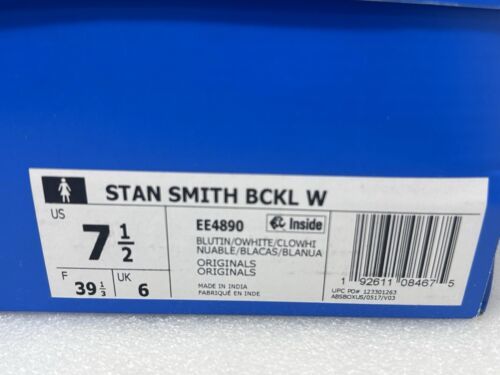 STAN SMITH BCKL W
US
7 1/2
F
39 1/3
UK
6
EE4890
Inside
BLUTIN/OWHITE/CLOWHI
NUABLE/BLACAS/BLANUA
ORIGINALS
ORIGINALS
MADE IN INDIA
FABRIQUÉ EN INDE
1 92611 08467 5
UPC PO# 123301263
ABSBOXUS/0517/V03